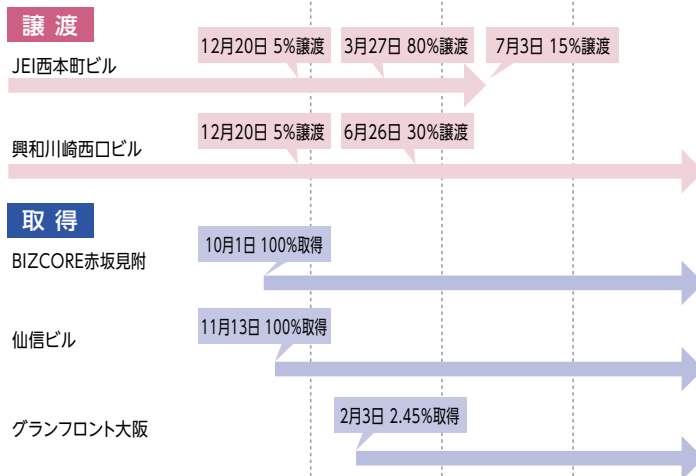 譲渡
12月20日 5%譲渡
3月27日 80%譲渡
7月3日 15%譲渡
JEI西本町ビル
12月20日 5%譲渡
6月26日 30%譲渡
興和川崎西口ビル
取得
10月1日 100%取得
BIZCORE赤坂見附
11月13日 100%取得
仙信ビル
2月3日 2.45%取得
グランフロント大阪